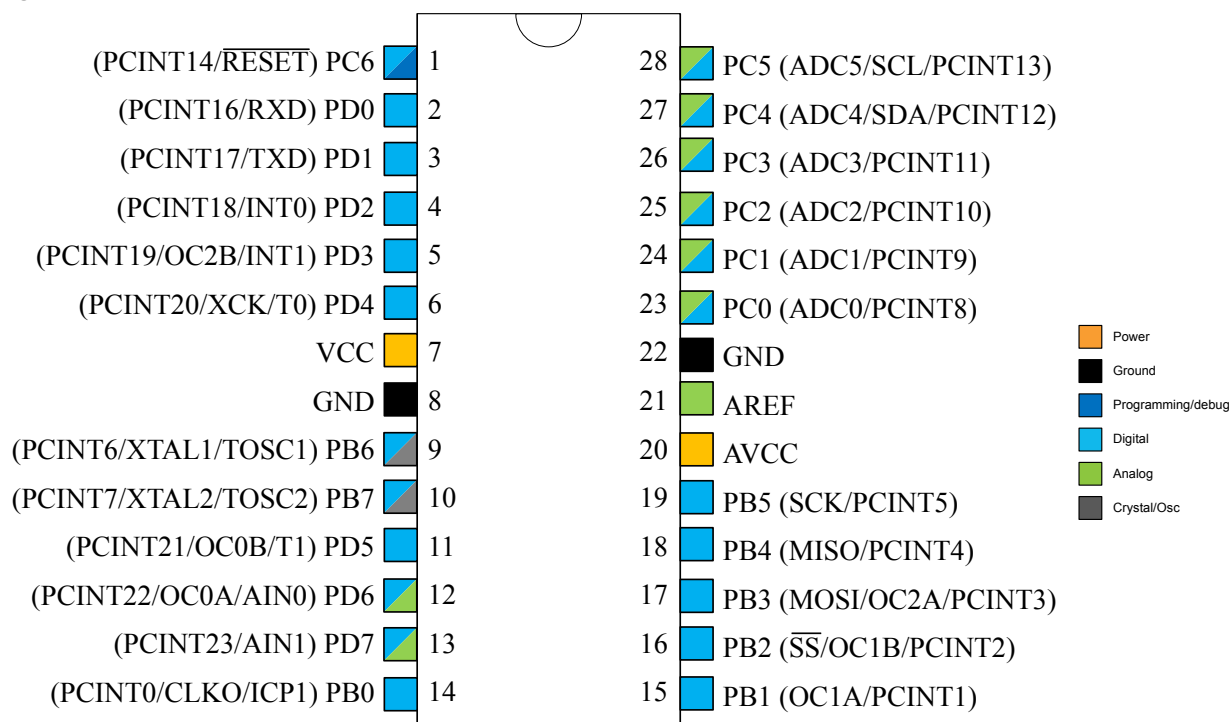 (PCINT14/RESET) PC6 1
(PCINT16/RXD) PD0 2
(PCINT17/TXD) PD1 3
(PCINT18/INT0) PD2 4
(PCINT19/OC2B/INT1) PD3 5
(PCINT20/XCK/T0) PD4 6
VCC 7
GND 8
(PCINT6/XTAL1/TOSC1) PB6 9
(PCINT7/XTAL2/TOSC2) PB7 10
(PCINT21/OC0B/T1) PD5 11
(PCINT22/OC0A/AIN0) PD6 12
(PCINT23/AIN1) PD7 13
(PCINT0/CLKO/ICP1) PB0 14
28 PC5 (ADC5/SCL/PCINT13)
27 PC4 (ADC4/SDA/PCINT12)
26 PC3 (ADC3/PCINT11)
25 PC2 (ADC2/PCINT10)
24 PC1 (ADC1/PCINT9)
23 PC0 (ADC0/PCINT8)
22 GND
21 AREF
20 AVCC
19 PB5 (SCK/PCINT5)
18 PB4 (MISO/PCINT4)
17 PB3 (MOSI/OC2A/PCINT3)
16 PB2 (SS/OC1B/PCINT2)
15 PB1 (OC1A/PCINT1)
Power
Ground
Programming/debug
Digital
Analog
Crystal/Osc